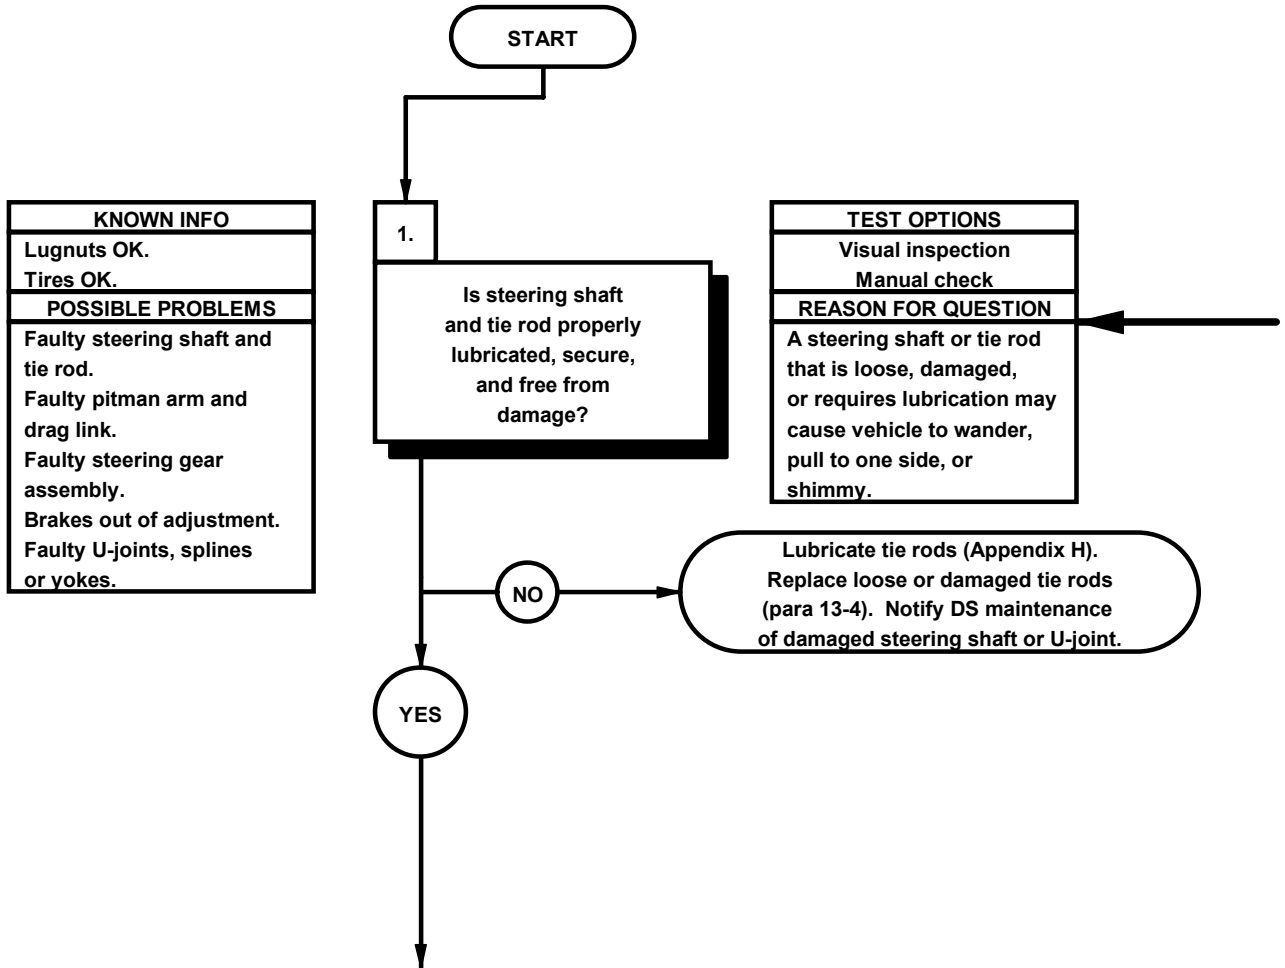 START
KNOWN INFO
Lugnuts OK.
Tires OK.
POSSIBLE PROBLEMS
Faulty steering shaft and
tie rod.
Faulty pitman arm and
drag link.
Faulty steering gear
assembly.
Brakes out of adjustment.
Faulty U-joints, splines
or yokes.
1.
Is steering shaft
and tie rod properly
lubricated, secure,
and free from
damage?
TEST OPTIONS
Visual inspection
Manual check
REASON FOR QUESTION
A steering shaft or tie rod
that is loose, damaged,
or requires lubrication may
cause vehicle to wander,
pull to one side, or
shimmy.
NO
Lubricate tie rods (Appendix H).
Replace loose or damaged tie rods
(para 13-4).  Notify DS maintenance
of damaged steering shaft or U-joint.
YES